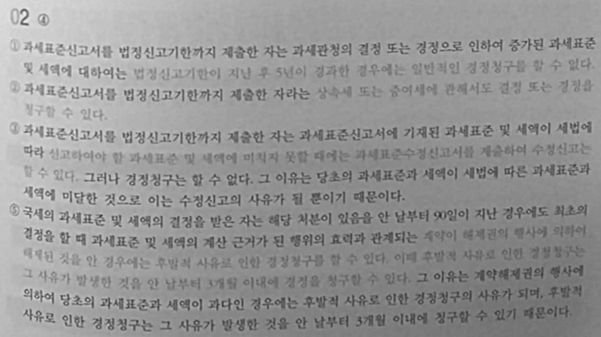 02 ④
① 과세표준신고서를 법정신고기한까지 제출한 자는 과세관청의 결정 또는 경정으로 인하여 증가된 과세표준
및 세액에 대하여는 법정신고기한이 지난 후 5년이 경과한 경우에는 일반적인 경정청구를 할 수 없다.
② 과세표준신고서를 법정신고기한까지 제출한 자라는 상속세 또는 증여세에 관해서도 결정 또는 경정을
청구할 수 있다.
③ 과세표준신고서를 법정신고기한까지 제출한 자는 과세표준신고서에 기재된 과세표준 및 세액이 세법에
따라 신고하여야 할 과세표준 및 세액에 미치지 못할 때에는 과세표준수정신고서를 제출하여 수정신고는
할 수 있다. 그러나 경정청구는 할 수 없다. 그 이유는 당초의 과세표준과 세액이 세법에 따른 과세표준과
세액에 미달한 것으로 이는 수정신고의 사유가 될 뿐이기 때문이다.
⑤ 국세의 과세표준 및 세액의 결정을 받은 자는 해당 처분이 있음을 안 날부터 90일이 지난 경우에도 최초의
결정을 할 때 과세표준 및 세액의 계산 근거가 된 행위의 효력과 관계되는 계약이 해제권의 행사에 의하여
해제된 것을 안 경우에는 후발적 사유로 인한 경정청구를 할 수 있다. 이때 후발적 사유로 인한 경정청구는
그 사유가 발생한 것을 안 날부터 3개월 이내에 경정을 청구할 수 있다. 그 이유는 계약해제권의 행사에
의하여 당초의 과세표준과 세액이 과다인 경우에는 후발적 사유로 인한 경정청구의 사유가 되며, 후발적
사유로 인한 경정청구는 그 사유가 발생한 것을 안 날부터 3개월 이내에 청구할 수 있기 때문이다.